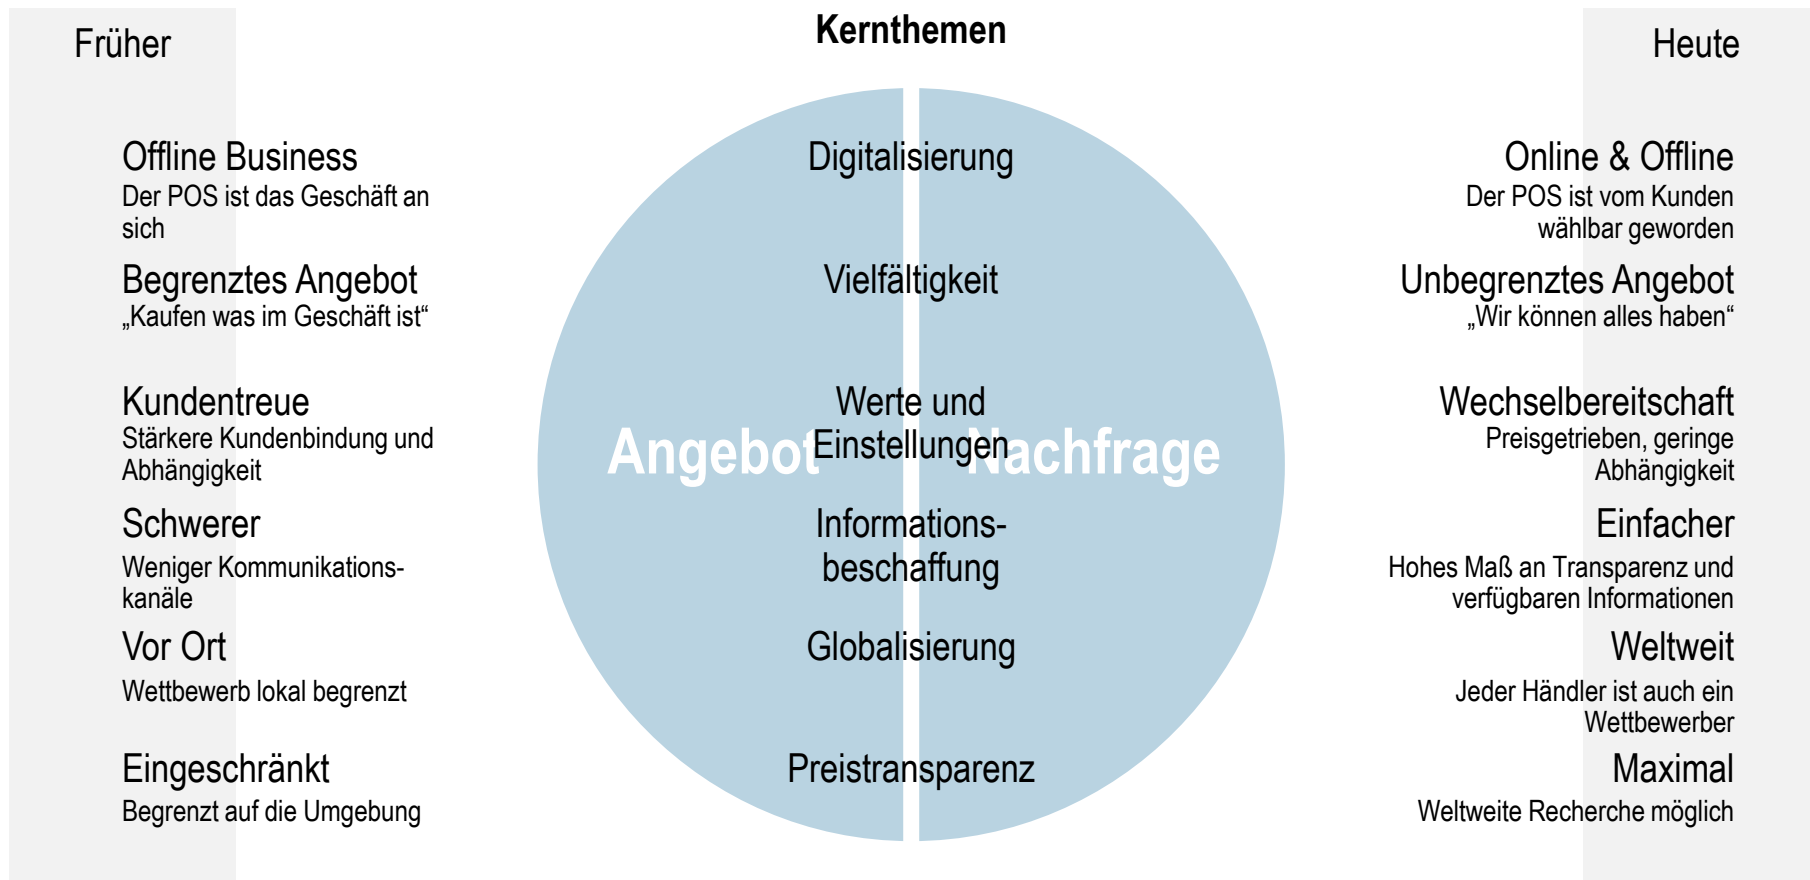 Früher
Kernthemen
Heute
Offline Business
Der POS ist das Geschäft an
sich
Digitalisierung
Online & Offline
Der POS ist vom Kunden
wählbar geworden
Begrenztes Angebot
„Kaufen was im Geschäft ist“
Vielfältigkeit
Unbegrenztes Angebot
„Wir können alles haben“
Kundentreue
Stärkere Kundenbindung und
Abhängigkeit
Angebot
Werte und
Einstellungen
Nachfrage
Wechselbereitschaft
Preisgetrieben, geringe
Abhängigkeit
Schwerer
Weniger Kommunikations-
kanäle
Informations-
beschaffung
Einfacher
Hohes Maß an Transparenz und
verfügbaren Informationen
Vor Ort
Wettbewerb lokal begrenzt
Globalisierung
Weltweit
Jeder Händler ist auch ein
Wettbewerber
Eingeschränkt
Begrenzt auf die Umgebung
Preistransparenz
Maximal
Weltweite Recherche möglich